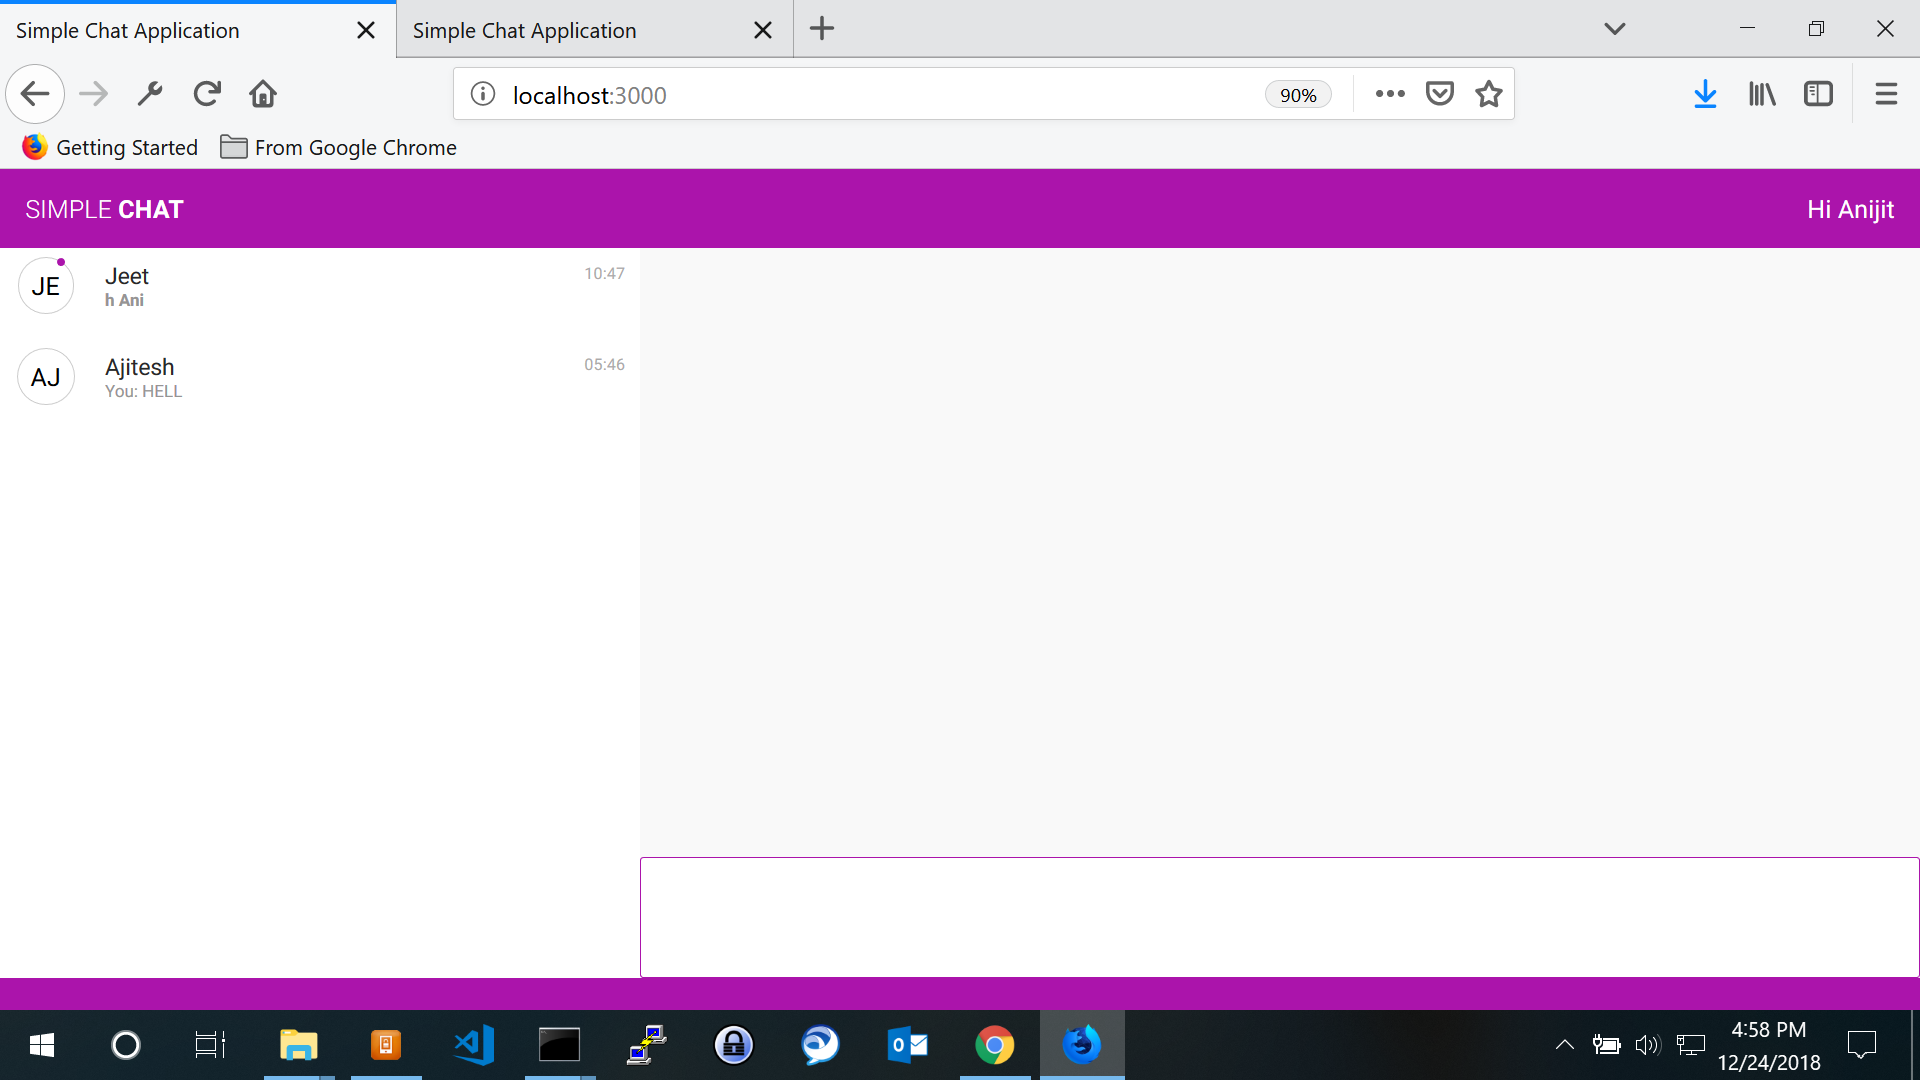 Simple Chat Application
Simple Chat Application
localhost:3000
90%
Getting Started
From Google Chrome
SIMPLE CHAT
Hi Anijit
JE
Jeet
10:47
h Ani
AJ
Ajitesh
05:46
You: HELL
4:58 PM
12/24/2018